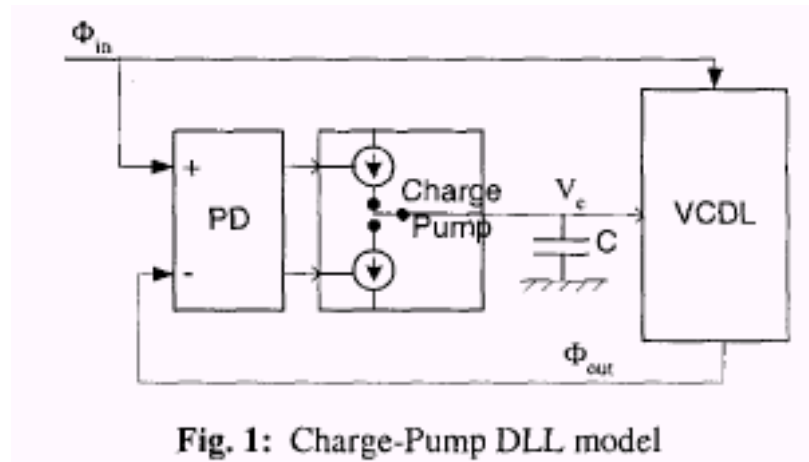 Φin
+
PD
-
Charge
Pump
Vc
C
VCDL
Φout
Fig. 1: Charge-Pump DLL model